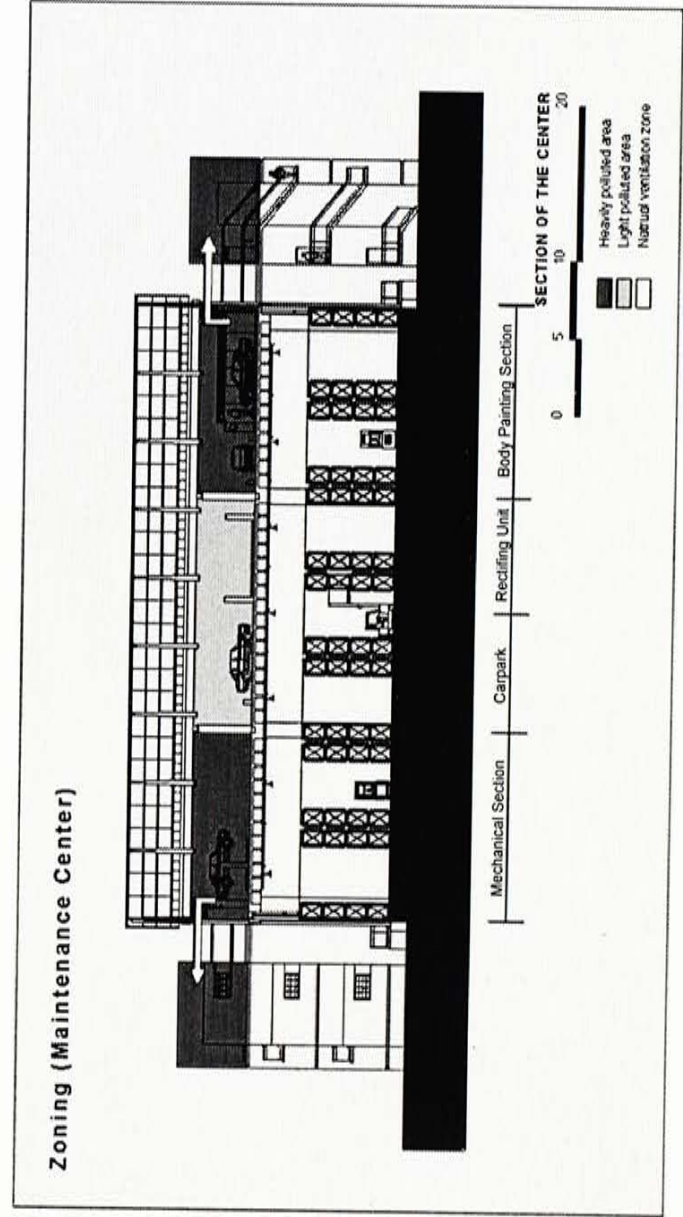 Zoning (Maintenance Center)
Mechanical Section
Carpark
Rectifing Unit
Body Painting Section
SECTION OF THE CENTER
0 5 10 20
Heavily polluted area
Light polluted area
Natrual ventilation zone